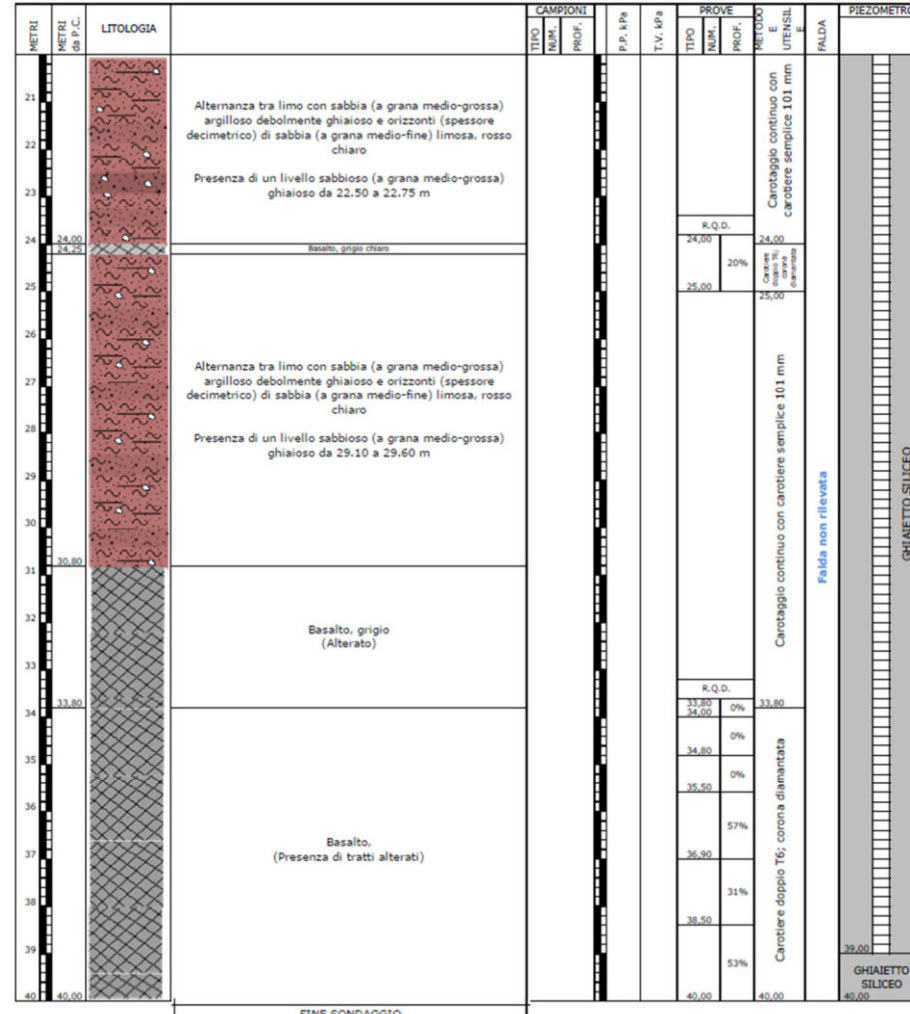 METRI
METRI
da P.C.
LITOLOGIA
CAMPIONI
TIPO
NUM.
PROF.
P.P. kPa
T.V. kPa
PROVE
TIPO
NUM.
PROF.
METODO
E
UTENSIL
E
FALDA
PIEZOMETRO
21
22
23
24
25
26
27
28
29
30
31
32
33
34
35
36
37
38
39
40
24,00
24,25
30,80
33,80
40,00
Alternanza tra limo con sabbia (a grana medio-grossa)
argilloso debolmente ghiaioso e orizzonti (spessore
decimetrico) di sabbia (a grana medio-fine) limosa, rosso
chiaro
Presenza di un livello sabbioso (a grana medio-grossa)
ghiaioso da 22.50 a 22.75 m
Basalto, grigio chiaro
Alternanza tra limo con sabbia (a grana medio-grossa)
argilloso debolmente ghiaioso e orizzonti (spessore
decimetrico) di sabbia (a grana medio-fine) limosa, rosso
chiaro
Presenza di un livello sabbioso (a grana medio-grossa)
ghiaioso da 29.10 a 29.60 m
Basalto, grigio
(Alterato)
Basalto,
(Presenza di tratti alterati)
FINE SONDAGGIO
R.Q.D.
24,00
20%
25,00
R.Q.D.
33,80
0%
34,00
0%
34,80
0%
35,50
57%
36,90
31%
38,50
53%
40,00
Carotaggio continuo con
carotiere semplice 101 mm
24,00
Carotiere
doppio T6;
corona
diamantata
25,00
Carotaggio continuo con carotiere semplice 101 mm
33,80
Carotiere doppio T6; corona diamantata
40,00
Falda non rilevata
GHIAIETTO SILICEO
39,00
GHIAIETTO
SILICEO
40,00